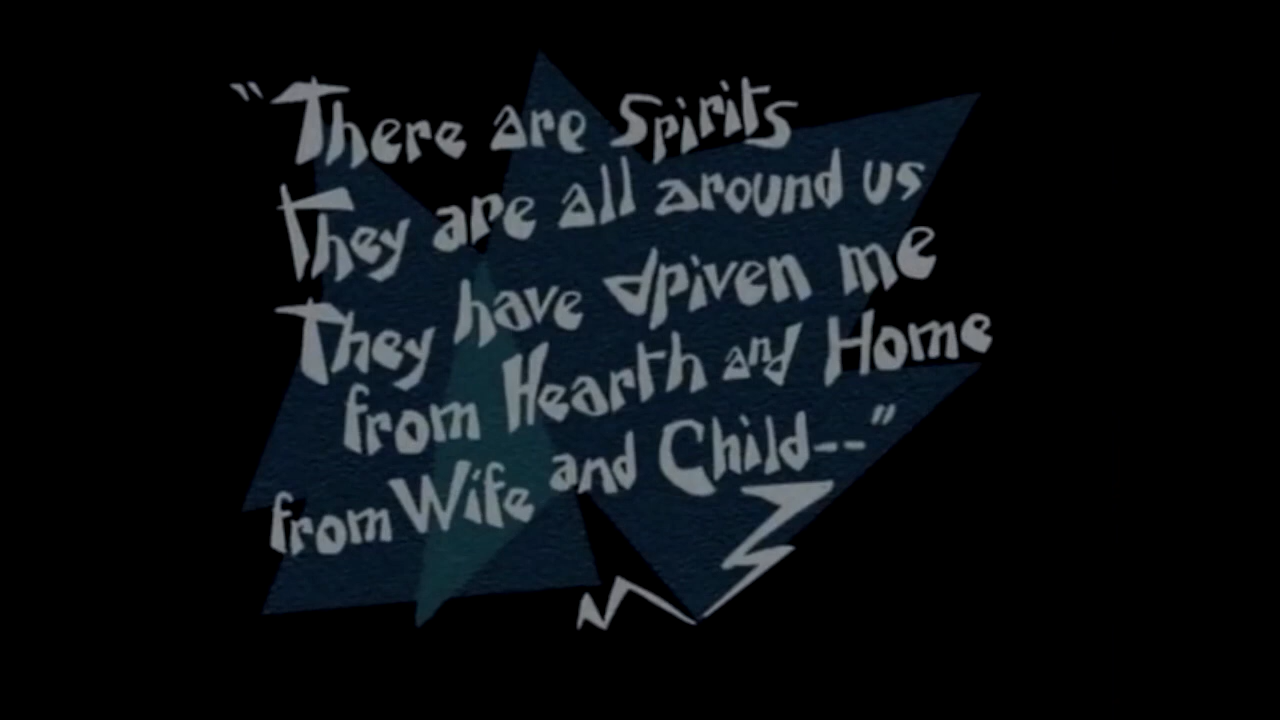 "There are Spirits
They are all around us
They have driven me
from Hearth and Home
from Wife and Child--"